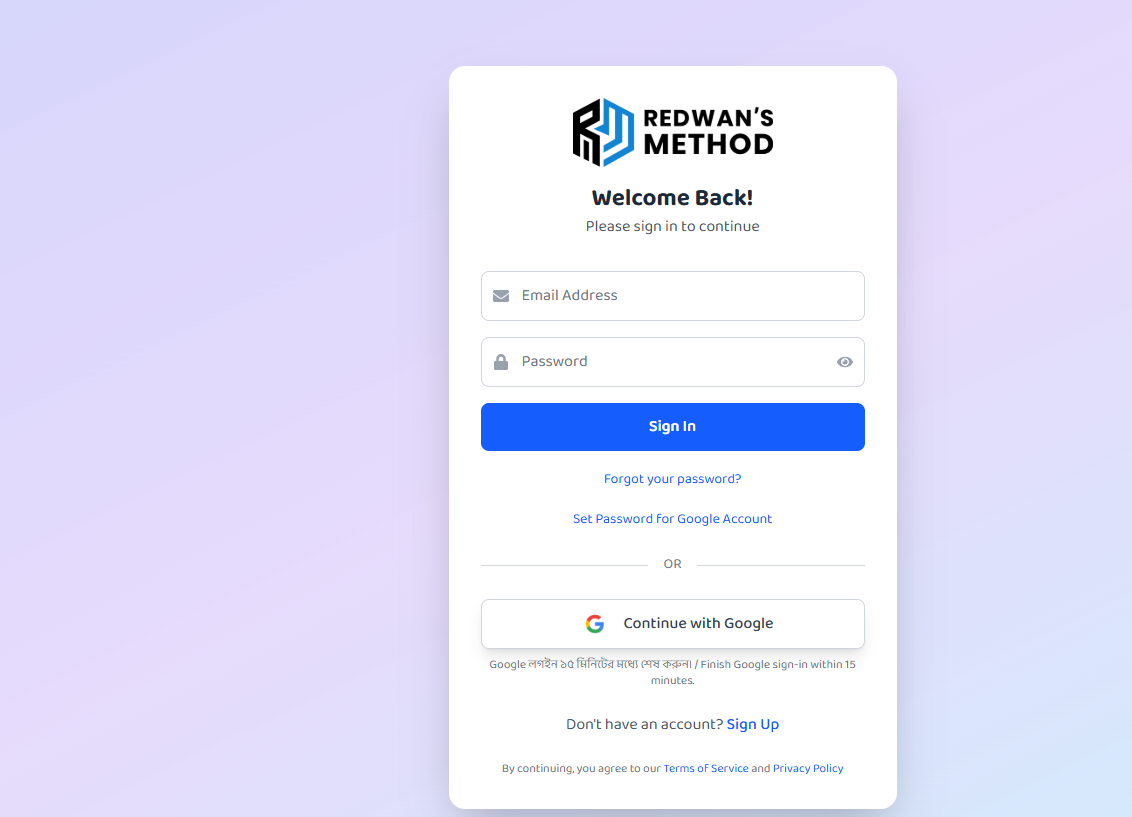 REDWAN'S
METHOD
Welcome Back!
Please sign in to continue
Email Address
Password
Sign In
Forgot your password?
Set Password for Google Account
OR
Continue with Google
Google লগইন ১৫ মিনিটের মধ্যে শেষ করুন। / Finish Google sign-in within 15
minutes.
Don't have an account? Sign Up
By continuing, you agree to our Terms of Service and Privacy Policy